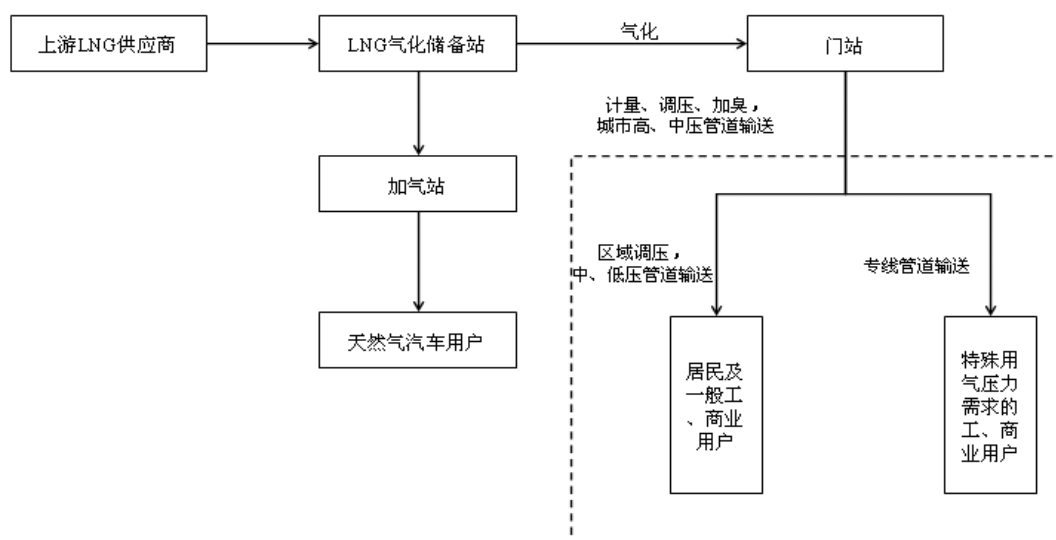 上游LNG供应商
LNG气化储备站
气化
门站
计量、调压、加臭，
城市高、中压管道输送
加气站
区域调压，
中、低压管道输送
专线管道输送
天然气汽车用户
居民及
一般工
、商业
用户
特殊用
气压力
需求的
工、商
业用户